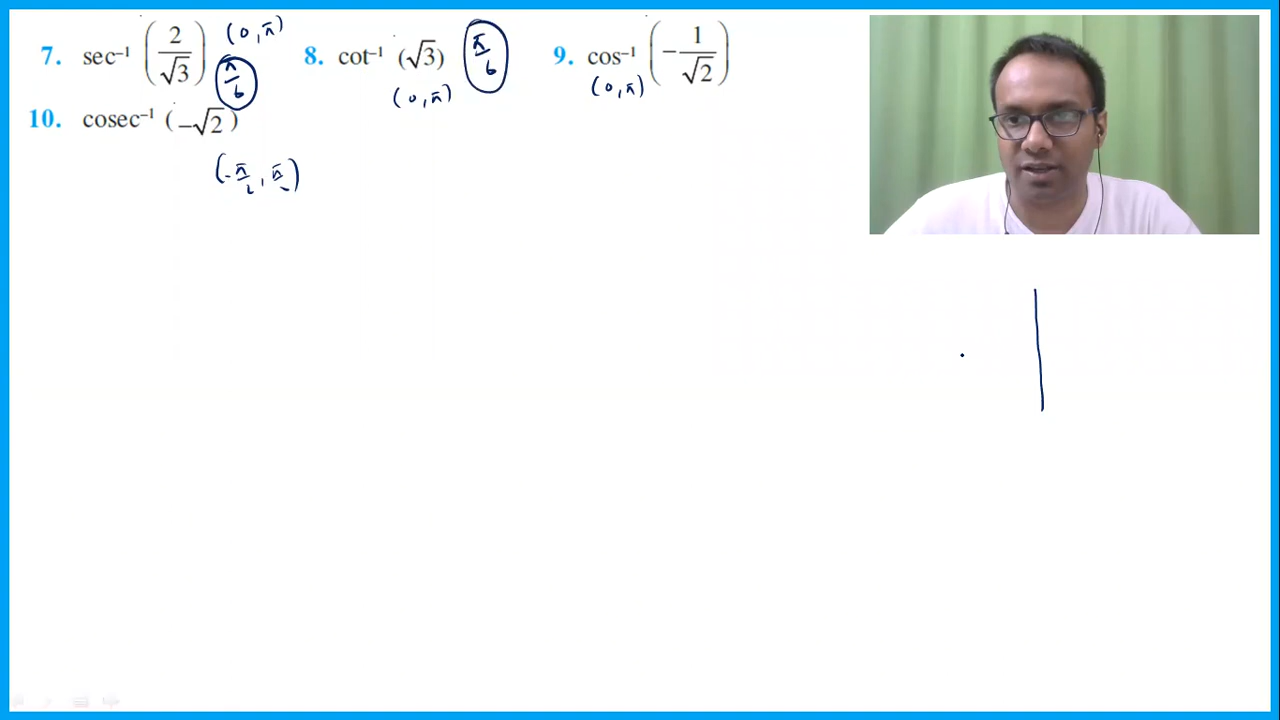 7. sec⁻¹ (2/√3) (0, π) π/6 8. cot⁻¹ (√3) π/6 9. cos⁻¹ (−1/√2)
(0, π) (0, π)
10. cosec⁻¹ (−√2)
(-π/2, π/2)